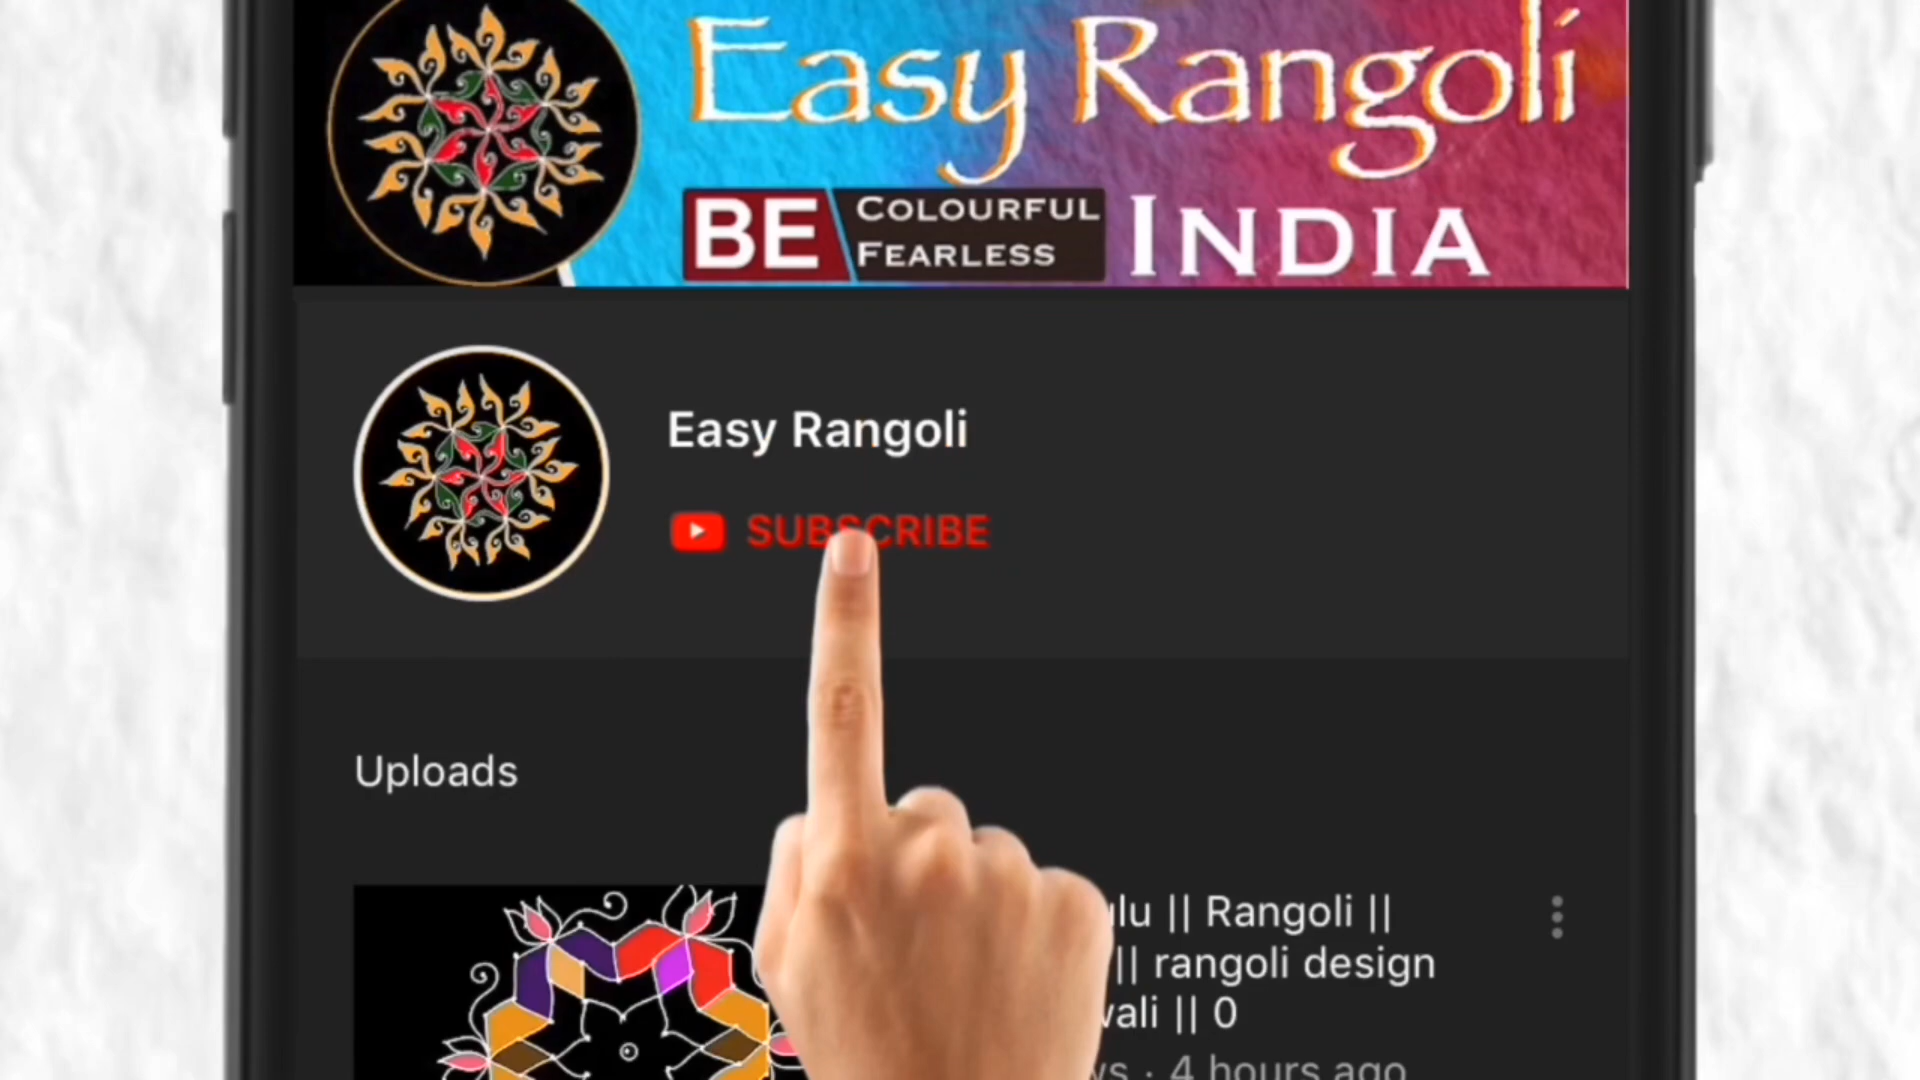 Easy Rangoli
BE COLOURFUL FEARLESS INDIA
Easy Rangoli
SUBSCRIBE
Uploads
|| Rangoli ||
|| rangoli design
|| 0
4 hours ago